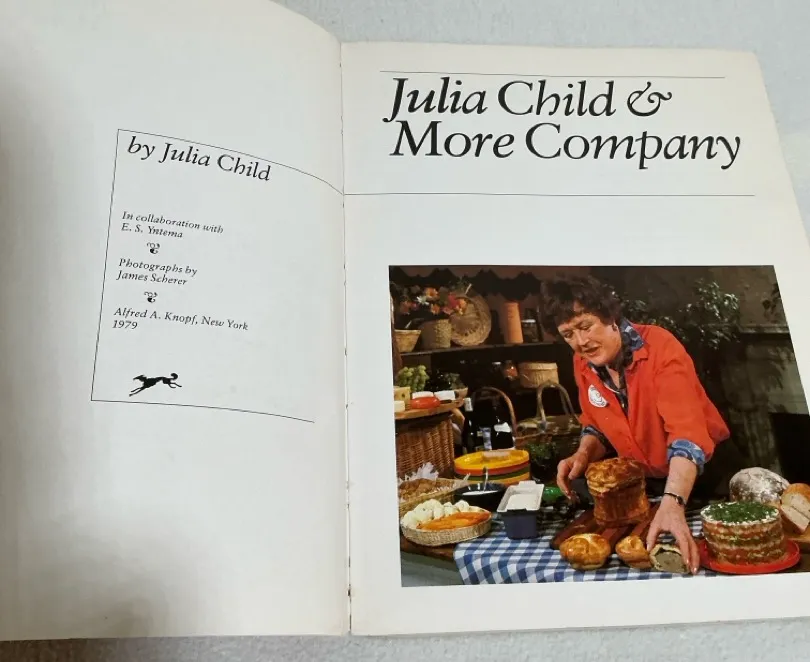 by Julia Child
In collaboration with
E. S. Yntema
Photographs by
James Scherer
Alfred A. Knopf, New York
1979
Julia Child &
More Company